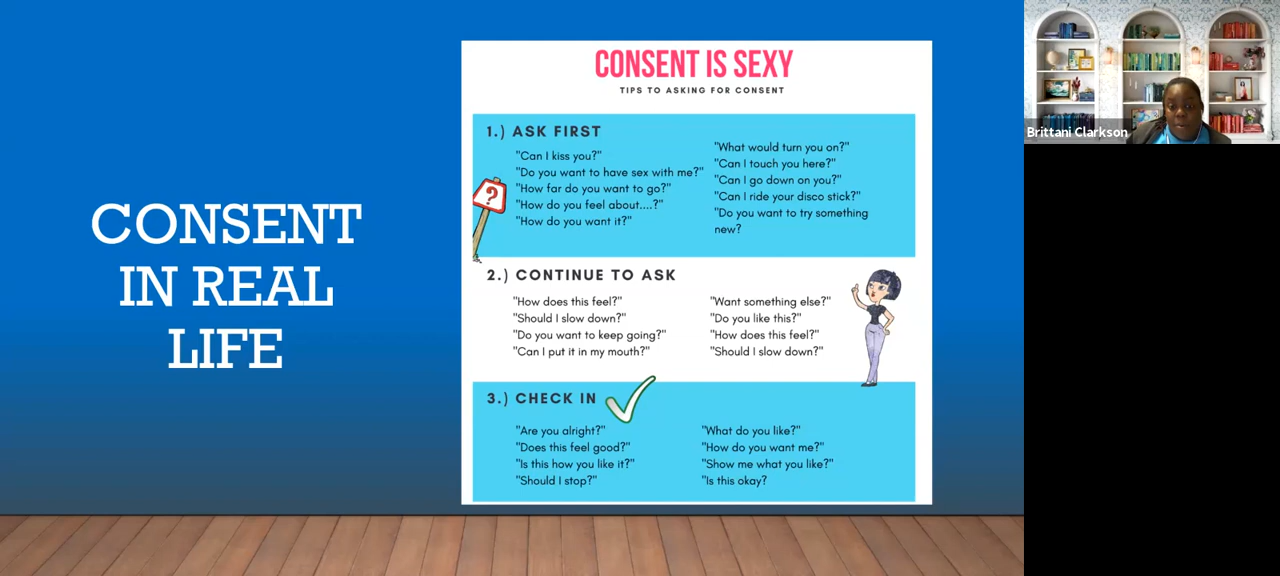 CONSENT
IN REAL
LIFE
CONSENT IS SEXY
TIPS TO ASKING FOR CONSENT
1.) ASK FIRST
"Can I kiss you?"
"Do you want to have sex with me?"
"How far do you want to go?"
"How do you feel about....?"
"How do you want it?"
"What would turn you on?"
"Can I touch you here?"
"Can I go down on you?"
"Can I ride your disco stick?"
"Do you want to try something
new?
?
2.) CONTINUE TO ASK
"How does this feel?"
"Should I slow down?"
"Do you want to keep going?"
"Can I put it in my mouth?"
"Want something else?"
"Do you like this?"
"How does this feel?"
"Should I slow down?"
3.) CHECK IN
"Are you alright?"
"Does this feel good?"
"Is this how you like it?"
"Should I stop?"
"What do you like?"
"How do you want me?"
"Show me what you like?"
"Is this okay?
Brittani Clarkson